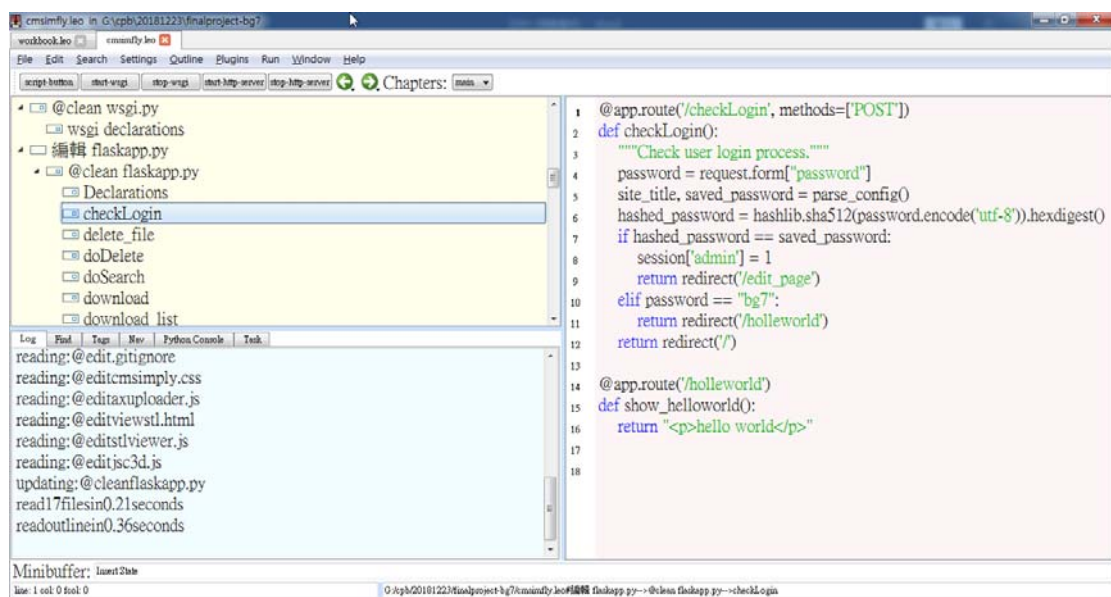 cmsimfly.leo in G:\cpb\20181223\finalproject-bg7
workbook.leo cmsimfly.leo
File Edit Search Settings Outline Plugins Run Window Help
script-button start-wsgi stop-wsgi start-http-server stop-http-server Chapters: main
@clean wsgi.py
wsgi declarations
編輯 flaskapp.py
@clean flaskapp.py
Declarations
checkLogin
delete_file
doDelete
doSearch
download
download_list
Log Find Tags Nav Python Console Task
reading:@edit.gitignore
reading:@editcmsimply.css
reading:@editaxuploader.js
reading:@editviewstl.html
reading:@editstlviewer.js
reading:@editjsc3d.js
updating:@cleanflaskapp.py
read17filesin0.21seconds
readoutlinein0.36seconds
1 @app.route('/checkLogin', methods=['POST'])
2 def checkLogin():
3 """Check user login process."""
4 password = request.form["password"]
5 site_title, saved_password = parse_config()
6 hashed_password = hashlib.sha512(password.encode('utf-8')).hexdigest()
7 if hashed_password == saved_password:
8 session['admin'] = 1
9 return redirect('/edit_page')
10 elif password == "bg7":
11 return redirect('/holleworld')
12 return redirect('/')
13
14 @app.route('/holleworld')
15 def show_helloworld():
16 return "<p>hello world</p>"
17
18
Minibuffer: Insert State
line: 1 col: 0 fcol: 0 G:/cpb/20181223/finalproject-bg7/cmsimfly.leo#編輯 flaskapp.py-->@clean flaskapp.py-->checkLogin